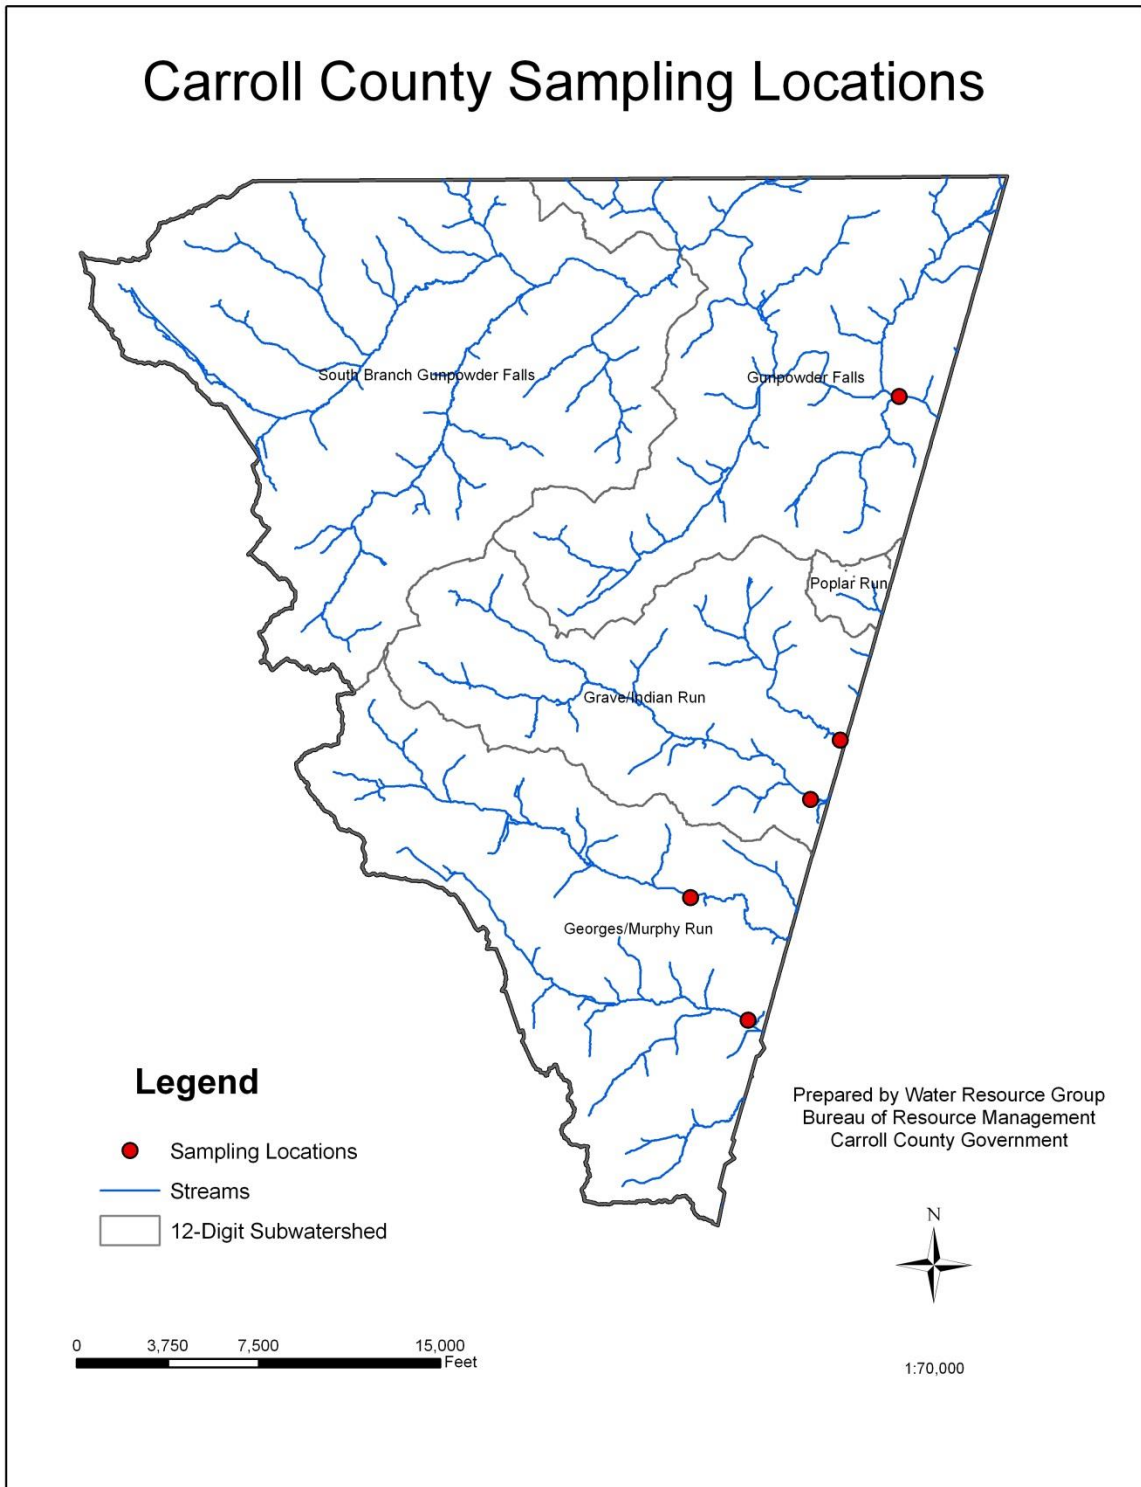 Carroll County Sampling Locations
South Branch Gunpowder Falls
Gunpowder Falls
Poplar Run
Grave/Indian Run
Georges/Murphy Run
Legend
Sampling Locations
Streams
12-Digit Subwatershed
Prepared by Water Resource Group
Bureau of Resource Management
Carroll County Government
N
0 3,750 7,500 15,000
Feet
1:70,000